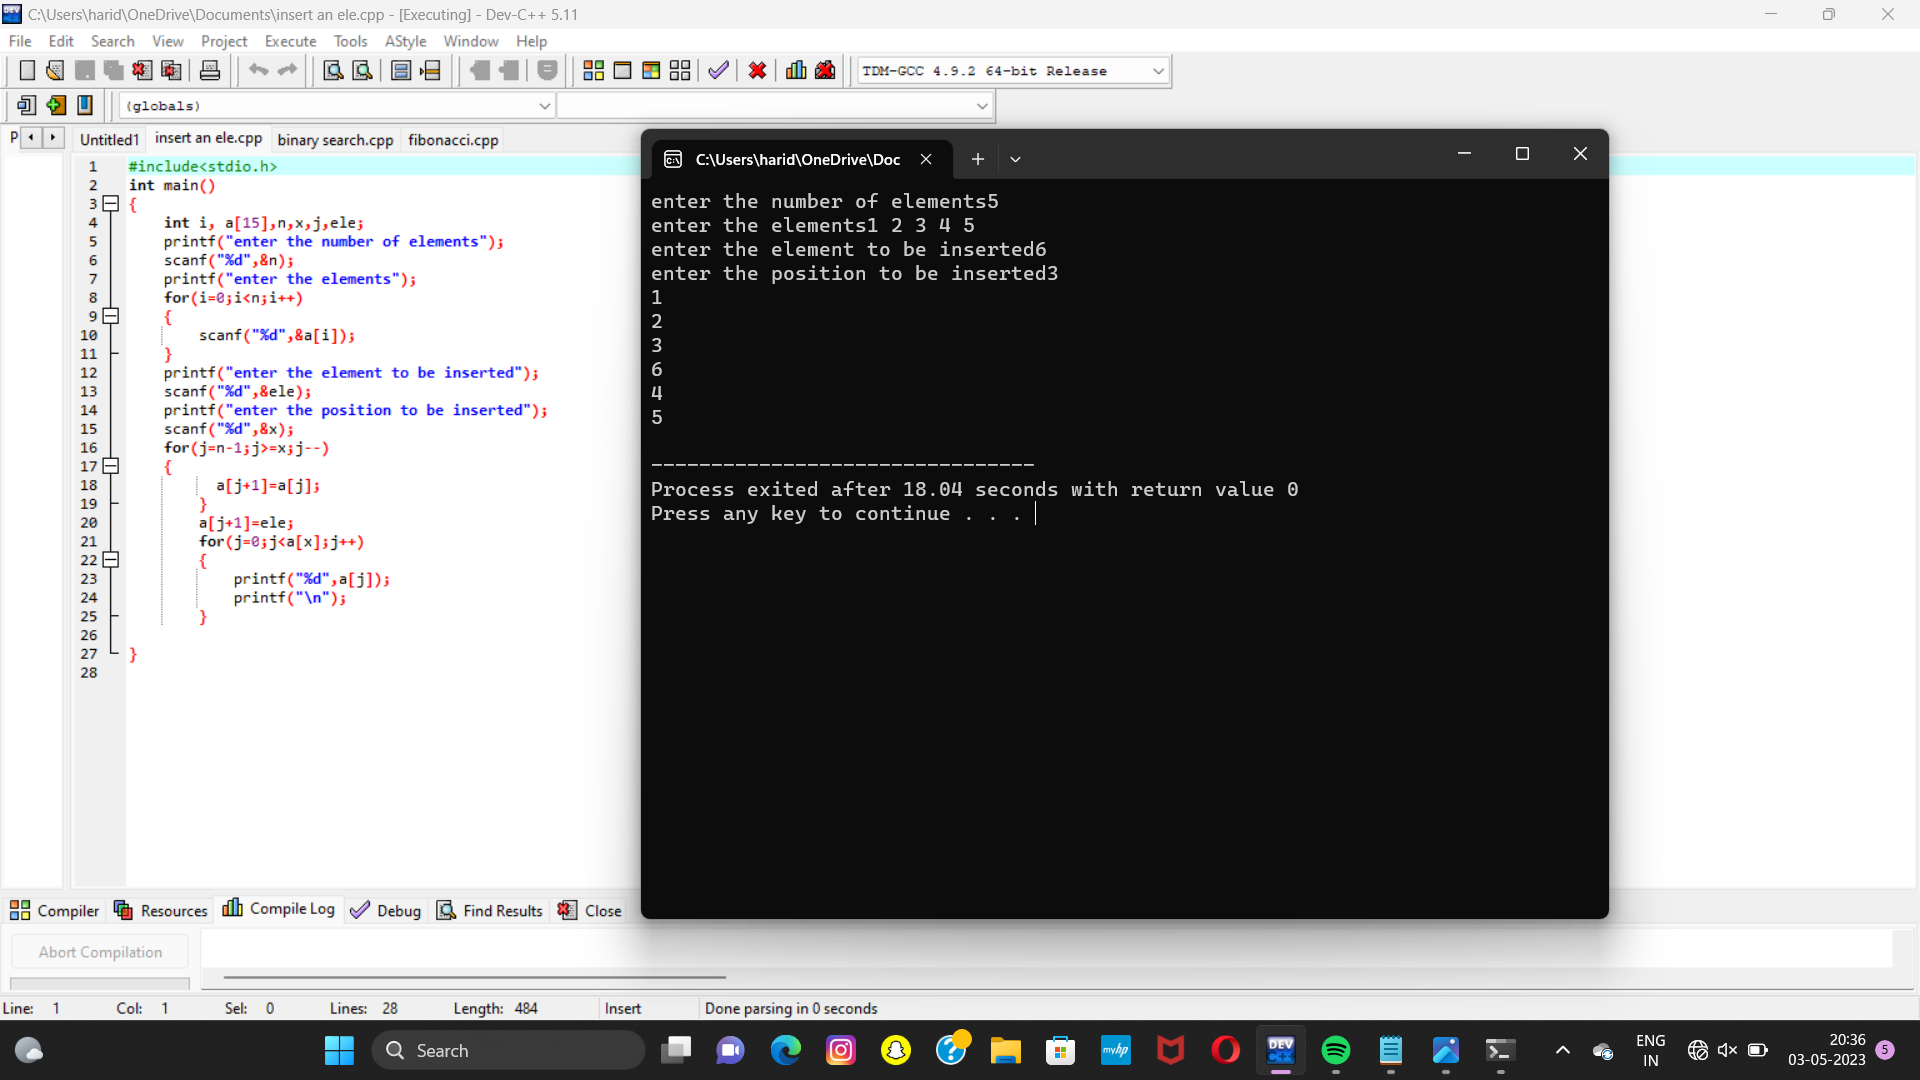 C:\Users\harid\OneDrive\Documents\insert an ele.cpp - [Executing] - Dev-C++ 5.11
File Edit Search View Project Execute Tools AStyle Window Help
TDM-GCC 4.9.2 64-bit Release
(globals)
P Untitled1 insert an ele.cpp binary search.cpp fibonacci.cpp
1 #include<stdio.h>
2 int main()
3 {
4 int i, a[15],n,x,j,ele;
5 printf("enter the number of elements");
6 scanf("%d",&n);
7 printf("enter the elements");
8 for(i=0;i<n;i++)
9 {
10 scanf("%d",&a[i]);
11 }
12 printf("enter the element to be inserted");
13 scanf("%d",&ele);
14 printf("enter the position to be inserted");
15 scanf("%d",&x);
16 for(j=n-1;j>=x;j--)
17 {
18 a[j+1]=a[j];
19 }
20 a[j+1]=ele;
21 for(j=0;j<a[x];j++)
22 {
23 printf("%d",a[j]);
24 printf("\n");
25 }
26
27 }
28
C:\Users\harid\OneDrive\Doc
enter the number of elements5
enter the elements1 2 3 4 5
enter the element to be inserted6
enter the position to be inserted3
1
2
3
6
4
5
--------------------------------
Process exited after 18.04 seconds with return value 0
Press any key to continue . . .
Compiler Resources Compile Log Debug Find Results Close
Abort Compilation
Line: 1 Col: 1 Sel: 0 Lines: 28 Length: 484 Insert Done parsing in 0 seconds
Search
myhp
DEV
ENG
IN
20:36
03-05-2023
5